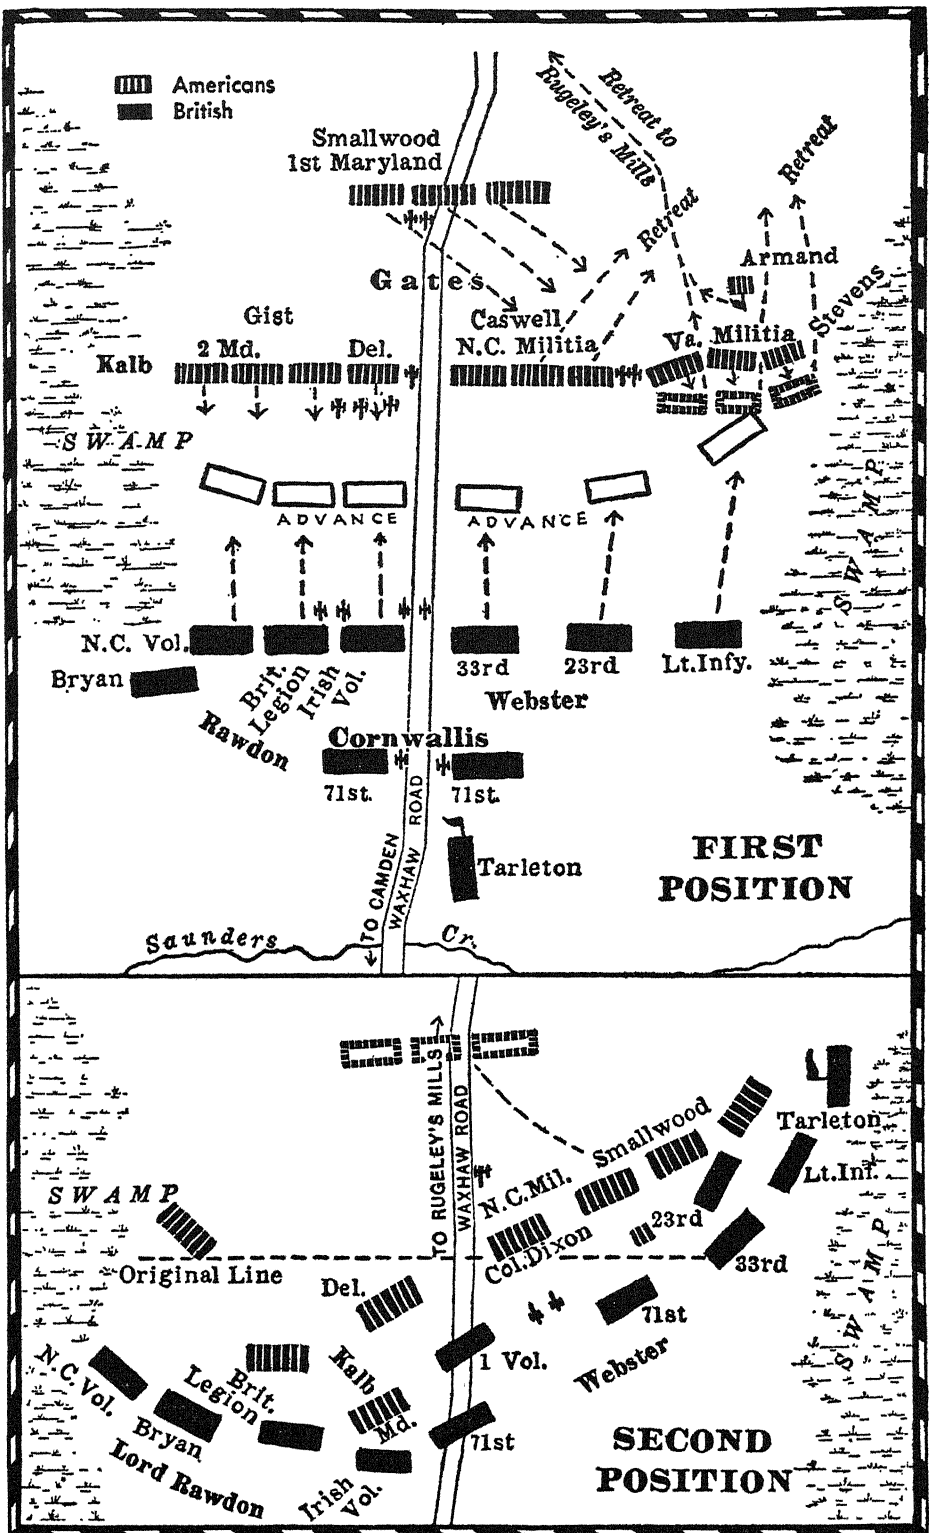 Americans
British
Smallwood
1st Maryland
Retreat to
Rugeley's Mills
Retreat
Retreat
Gates
Armand
Stevens
Gist
Caswell
2 Md.
Del.
N.C. Militia
Va. Militia
Kalb
SWAMP
SWAMP
ADVANCE
ADVANCE
N.C. Vol.
Bryan
Brit.
Legion
Irish
Vol.
Rawdon
33rd
23rd
Lt.Infy.
Webster
Cornwallis
71st.
71st.
Tarleton
TO CAMDEN
WAXHAW ROAD
FIRST
POSITION
Saunders Cr.
TO RUGELEY'S MILLS
WAXHAW ROAD
Smallwood
Tarleton
N.C. Mil.
Lt. Inf.
SWAMP
23rd
Col. Dixon
33rd
Original Line
Del.
71st
SWAMP
1 Vol.
Webster
N.C. Vol.
Brit.
Legion
Kalb
Md.
Bryan
71st
Lord Rawdon
Irish
Vol.
SECOND
POSITION